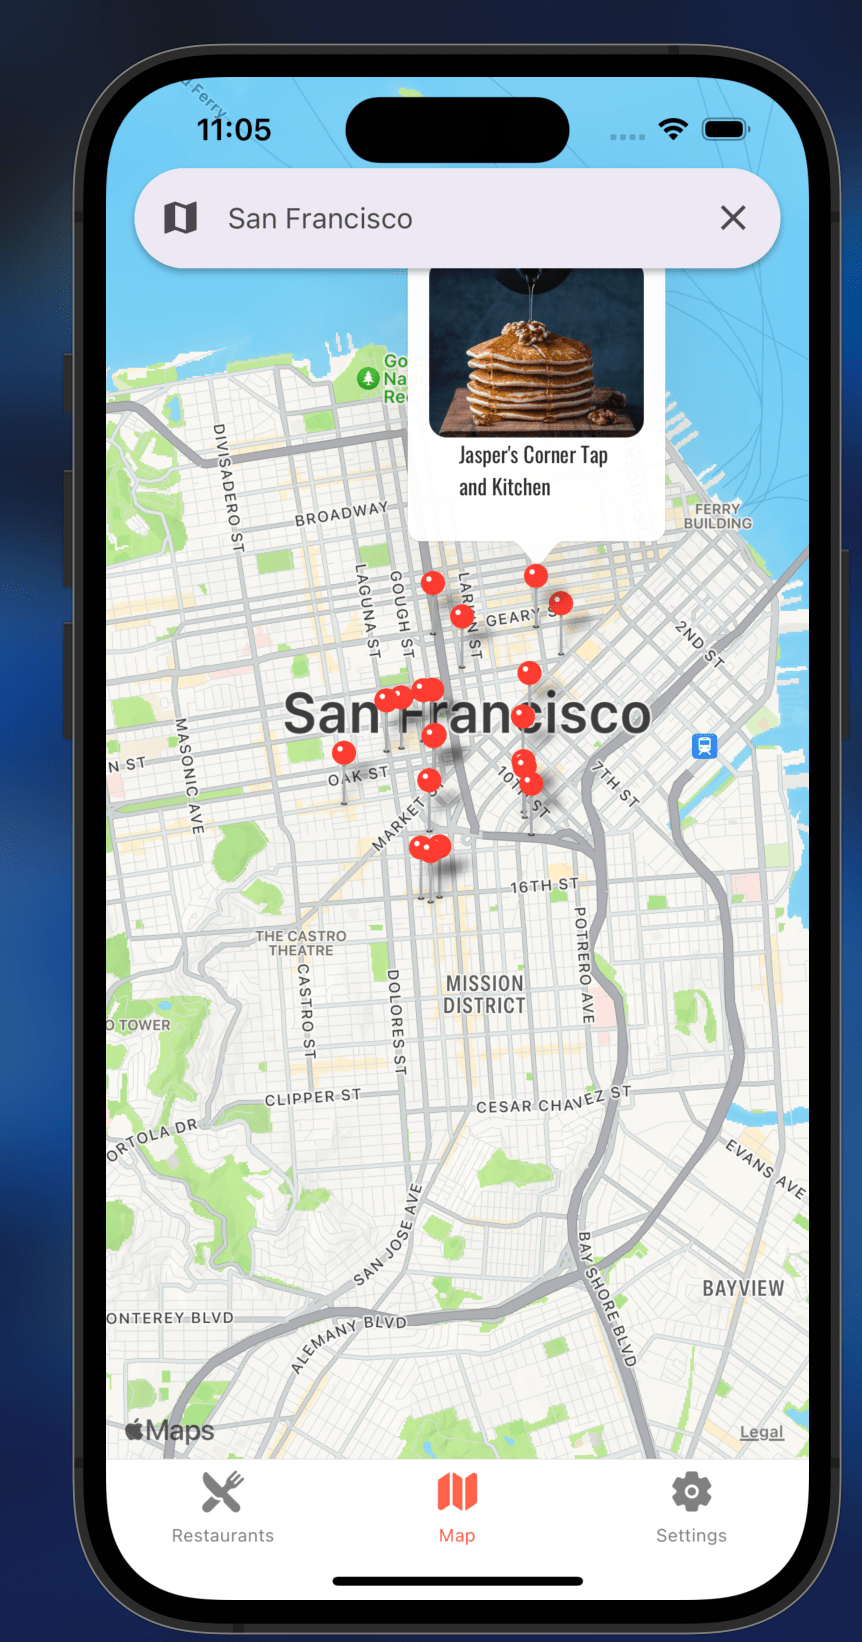 Ferry
11:05
San Francisco
Go
Na
Re
Jasper's Corner Tap
and Kitchen
DIVISADERO ST
BROADWAY
FERRY
BUILDING
LAGUNA ST
GOUGH ST
GEARY S
2ND ST
San Francisco
MASONIC AVE
N ST
OAK ST
10TH ST
7TH ST
MARKET S
16TH ST
THE CASTRO
THEATRE
CASTRO ST
DOLORES ST
POTRERO AVE
MISSION
DISTRICT
O TOWER
CLIPPER ST
CESAR CHAVEZ ST
ORTOLA DR
EVANS AVE
SAN JOSE AVE
BAY SHORE BLVD
BAYVIEW
ONTEREY BLVD
ALEMANY BLVD
Maps
Legal
Restaurants
Map
Settings